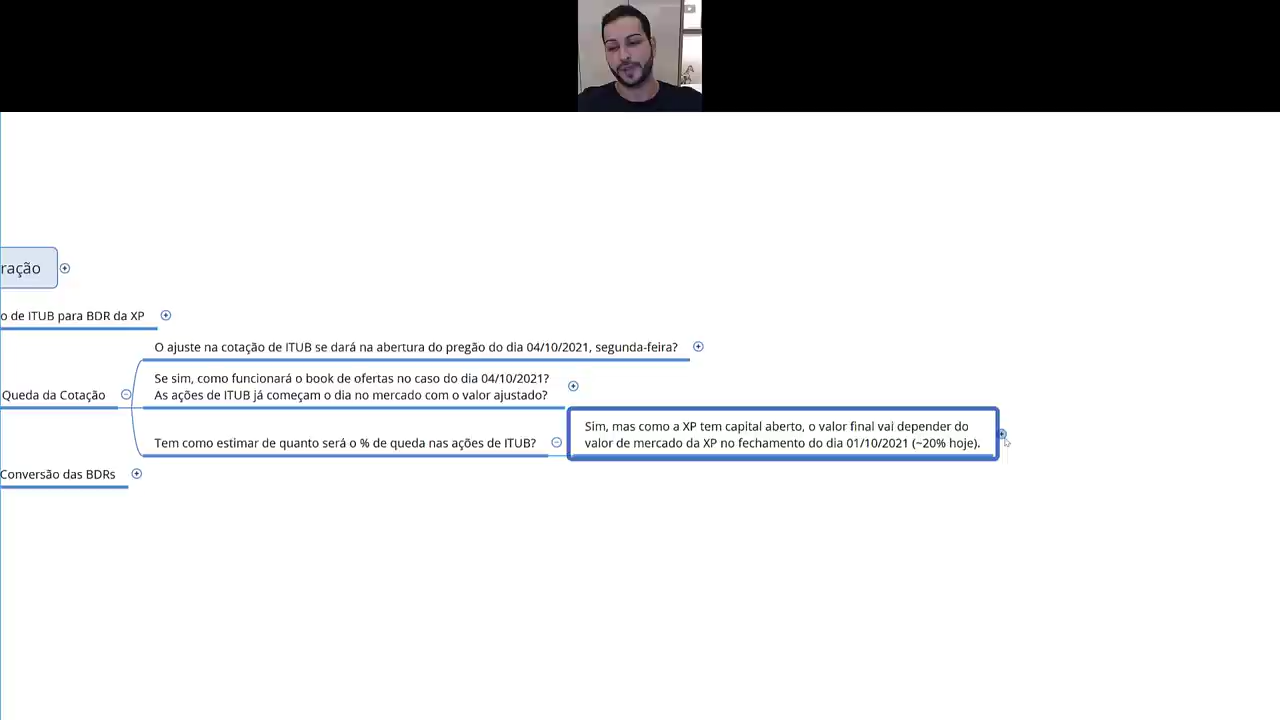 ração
o de ITUB para BDR da XP
O ajuste na cotação de ITUB se dará na abertura do pregão do dia 04/10/2021, segunda-feira?
Se sim, como funcionará o book de ofertas no caso do dia 04/10/2021?
As ações de ITUB já começam o dia no mercado com o valor ajustado?
Queda da Cotação
Sim, mas como a XP tem capital aberto, o valor final vai depender do
valor de mercado da XP no fechamento do dia 01/10/2021 (~20% hoje).
Tem como estimar de quanto será o % de queda nas ações de ITUB?
Conversão das BDRs